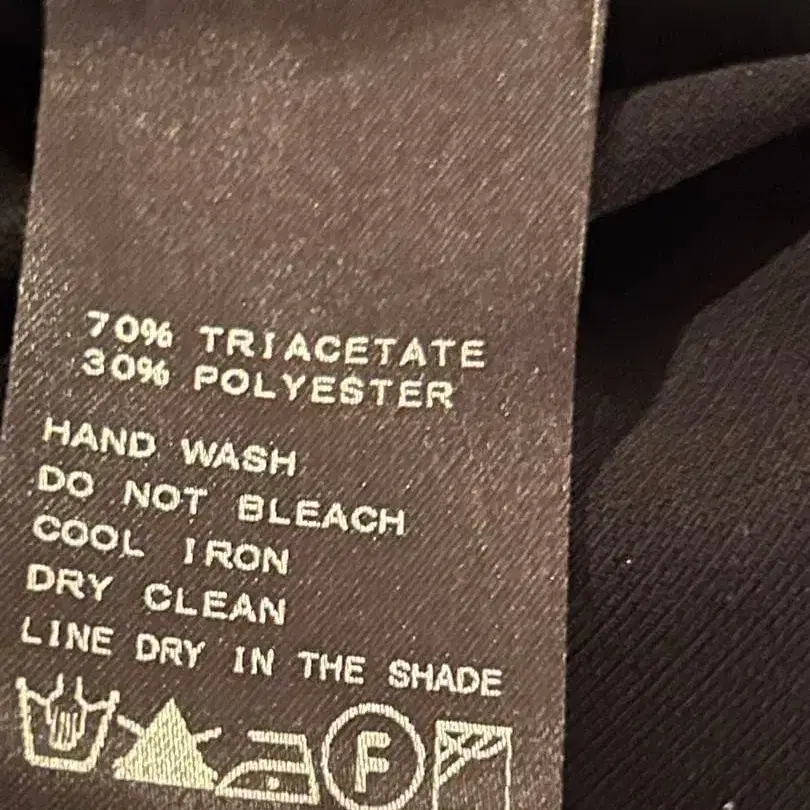 70% TRIACETATE
30% POLYESTER
HAND WASH
DO NOT BLEACH
COOL IRON
DRY CLEAN
LINE DRY IN THE SHADE
F